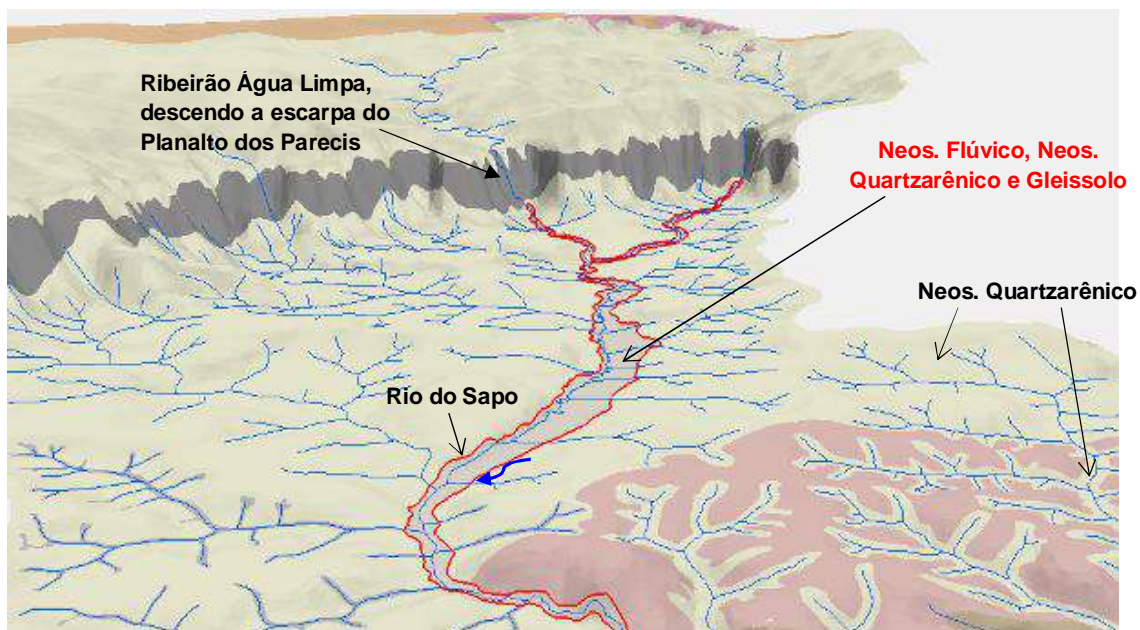 Ribeirão Água Limpa,
descendo a escarpa do
Planalto dos Parecis
Neos. Flúvico, Neos.
Quartzarênico e Gleissolo
Neos. Quartzarênico
Rio do Sapo